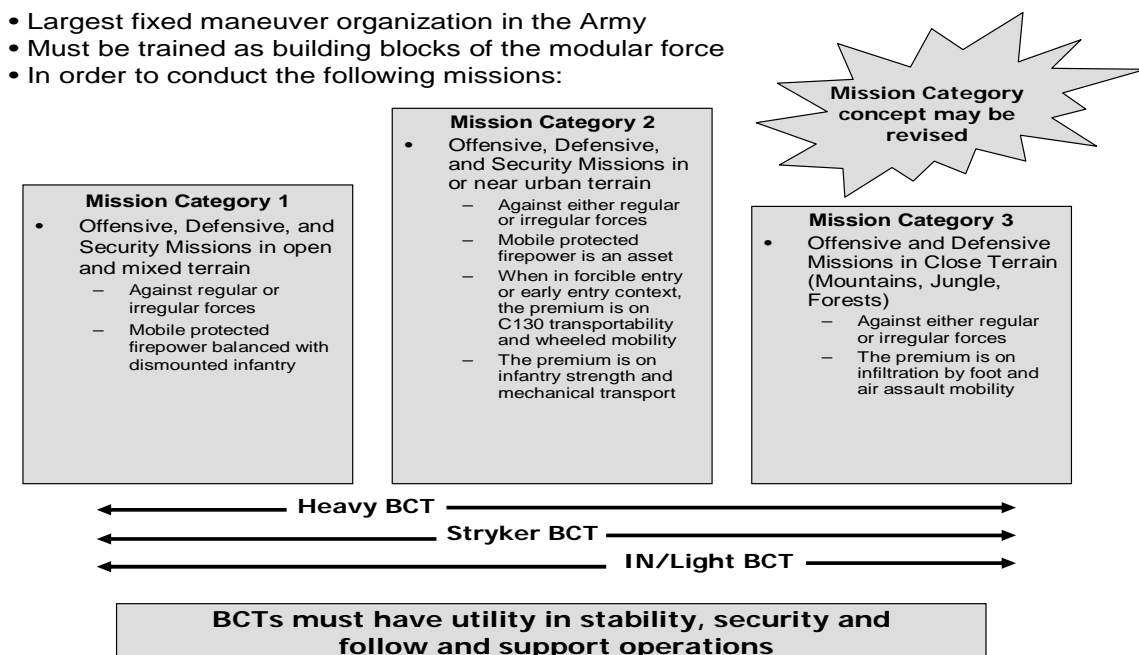 • Largest fixed maneuver organization in the Army
• Must be trained as building blocks of the modular force
• In order to conduct the following missions:
Mission Category
concept may be
revised
Mission Category 1
• Offensive, Defensive, and
Security Missions in open
and mixed terrain
– Against regular or
irregular forces
– Mobile protected
firepower balanced with
dismounted infantry
Mission Category 2
• Offensive, Defensive,
and Security Missions in
or near urban terrain
– Against either regular
or irregular forces
– Mobile protected
firepower is an asset
– When in forcible entry
or early entry context,
the premium is on
C130 transportability
and wheeled mobility
– The premium is on
infantry strength and
mechanical transport
Mission Category 3
• Offensive and Defensive
Missions in Close Terrain
(Mountains, Jungle,
Forests)
– Against either regular
or irregular forces
– The premium is on
infiltration by foot and
air assault mobility
Heavy BCT
Stryker BCT
IN/Light BCT
BCTs must have utility in stability, security and
follow and support operations